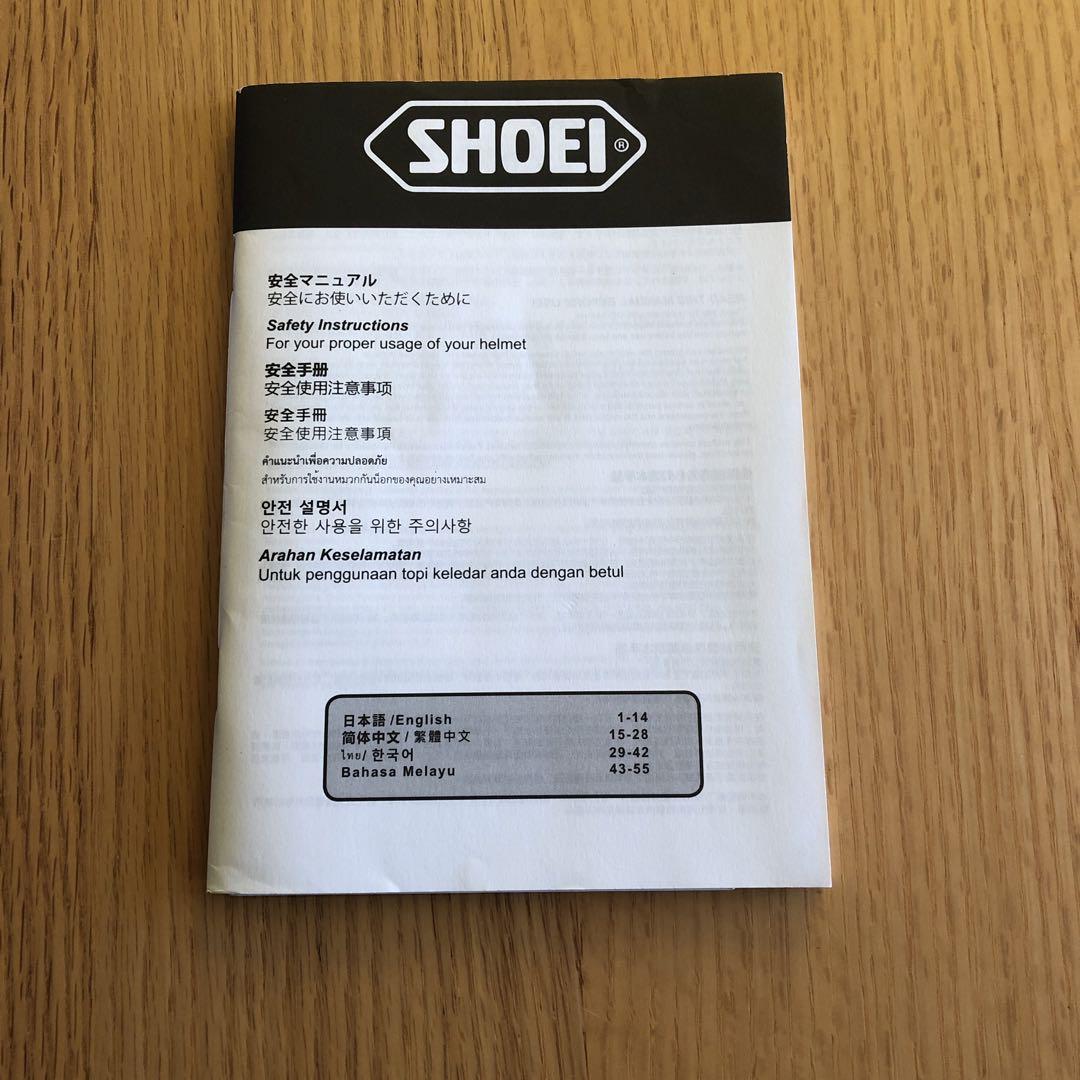 SHOEI®
安全マニュアル
安全にお使いいただくために
Safety Instructions
For your proper usage of your helmet
安全手册
安全使用注意事项
安全手冊
安全使用注意事項
คำแนะนำเพื่อความปลอดภัย
สำหรับการใช้งานหมวกกันน็อกของคุณอย่างเหมาะสม
안전 설명서
안전한 사용을 위한 주의사항
Arahan Keselamatan
Untuk penggunaan topi keledar anda dengan betul
日本語 /English 1-14
简体中文 / 繁體中文 15-28
ไทย/ 한국어 29-42
Bahasa Melayu 43-55